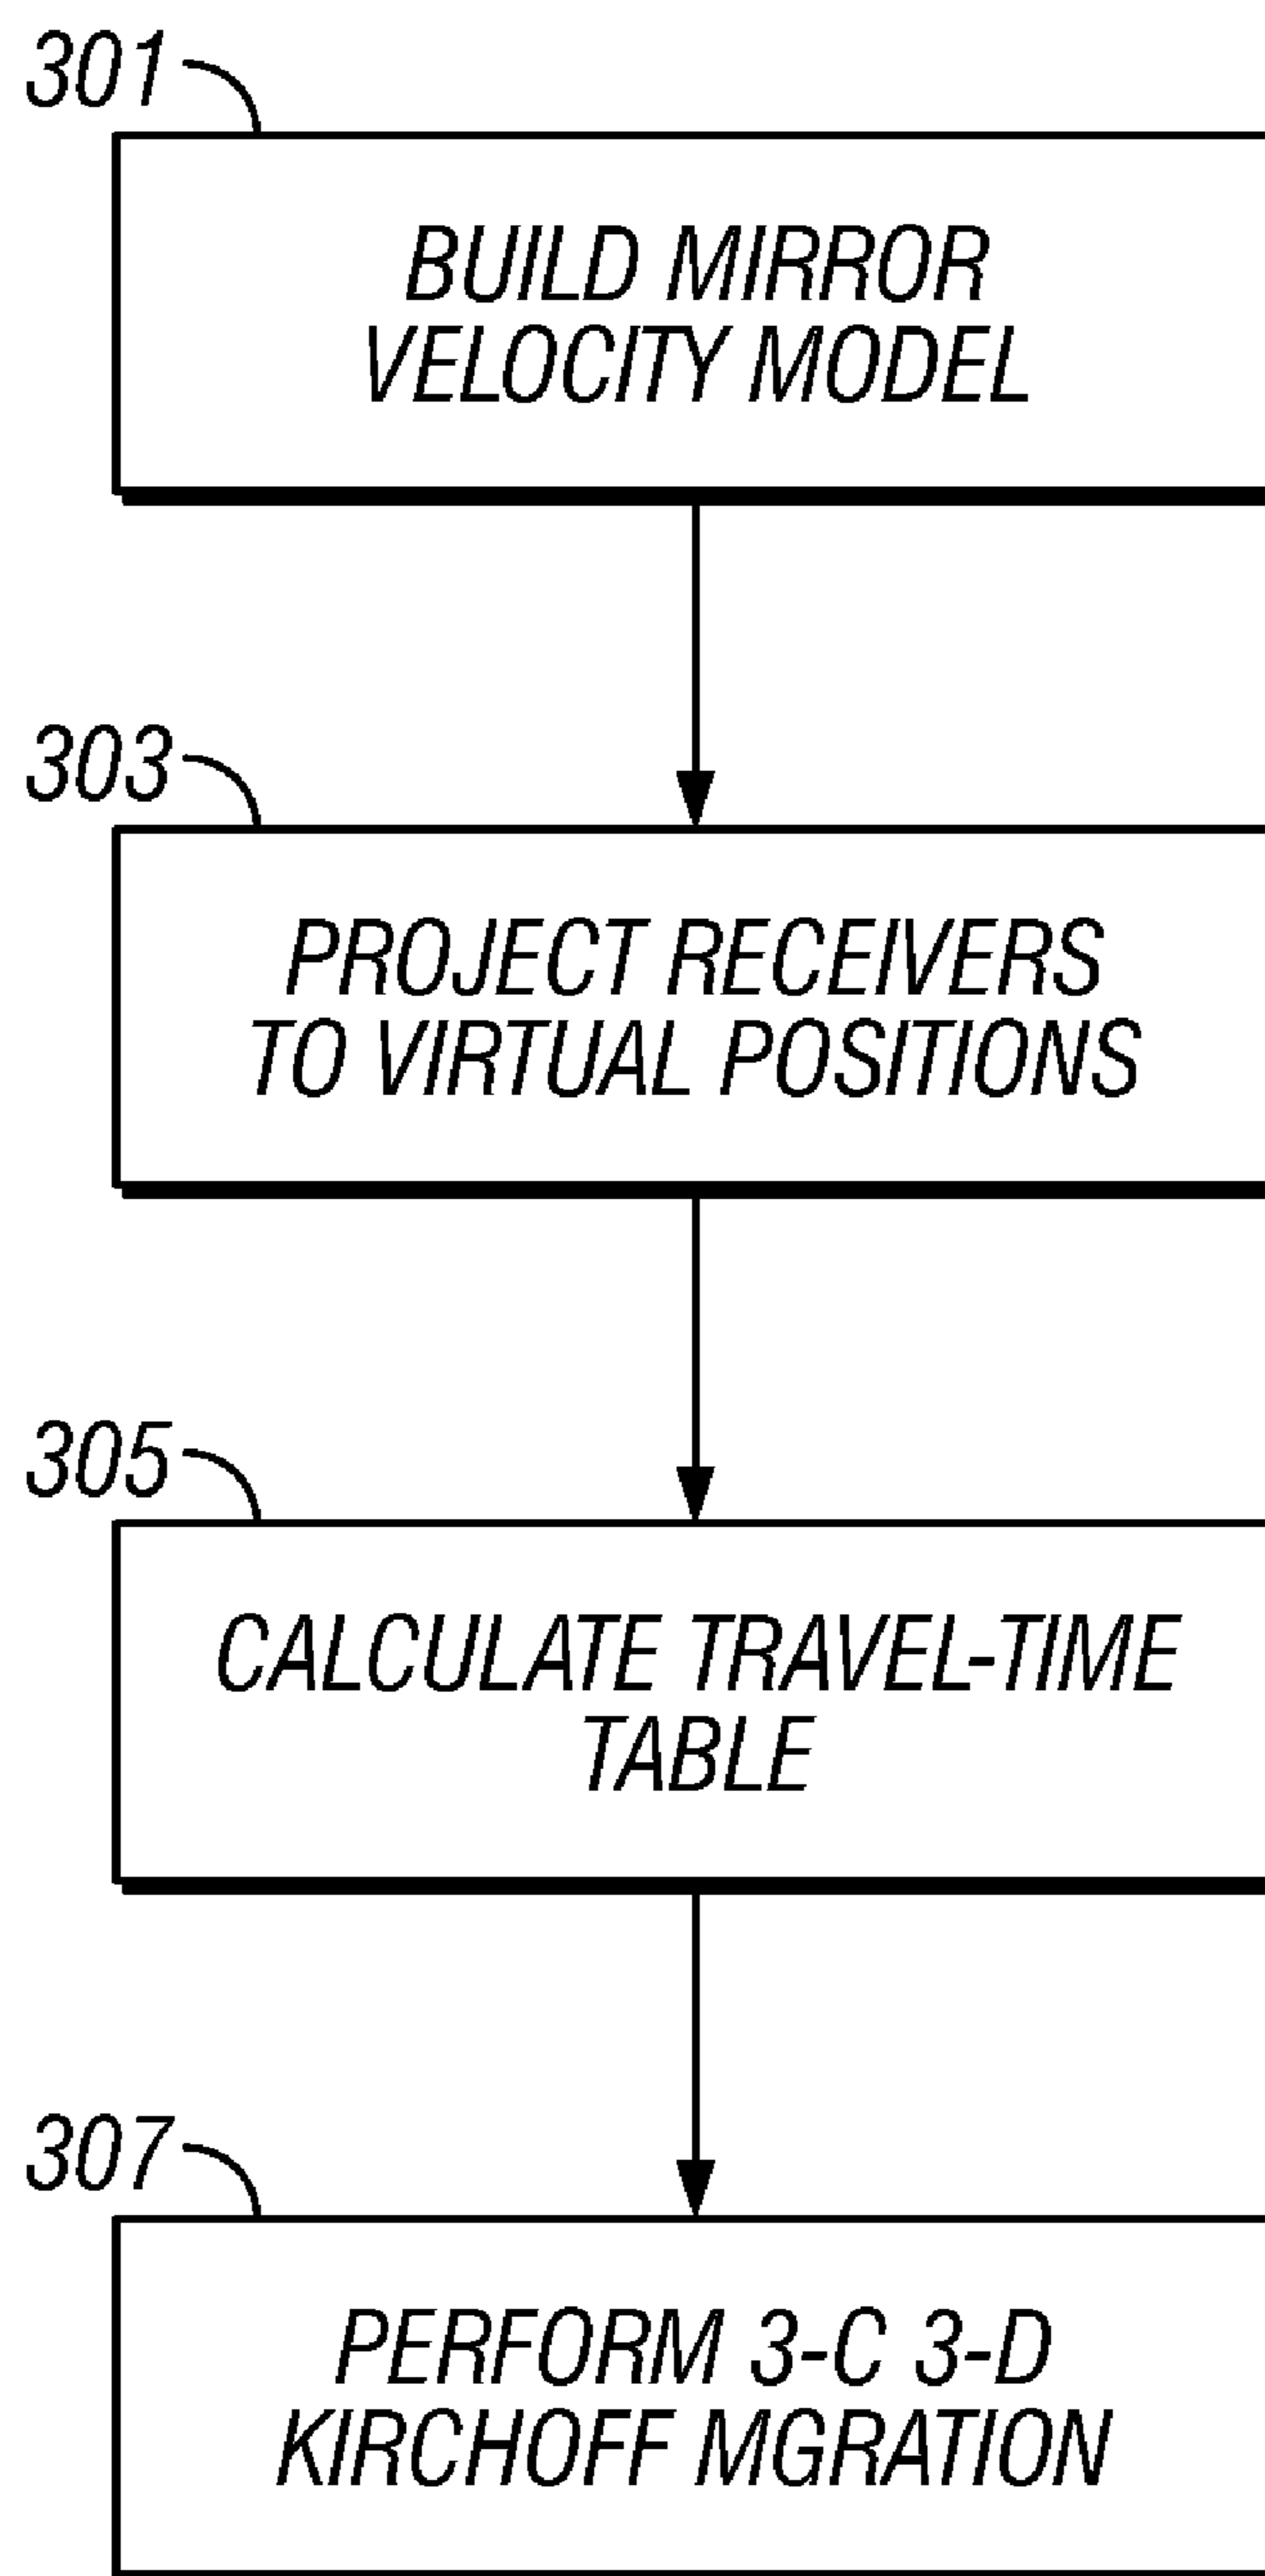 301
BUILD MIRROR
VELOCITY MODEL
303
PROJECT RECEIVERS
TO VIRTUAL POSITIONS
305
CALCULATE TRAVEL-TIME
TABLE
307
PERFORM 3-C 3-D
KIRCHOFF MGRATION